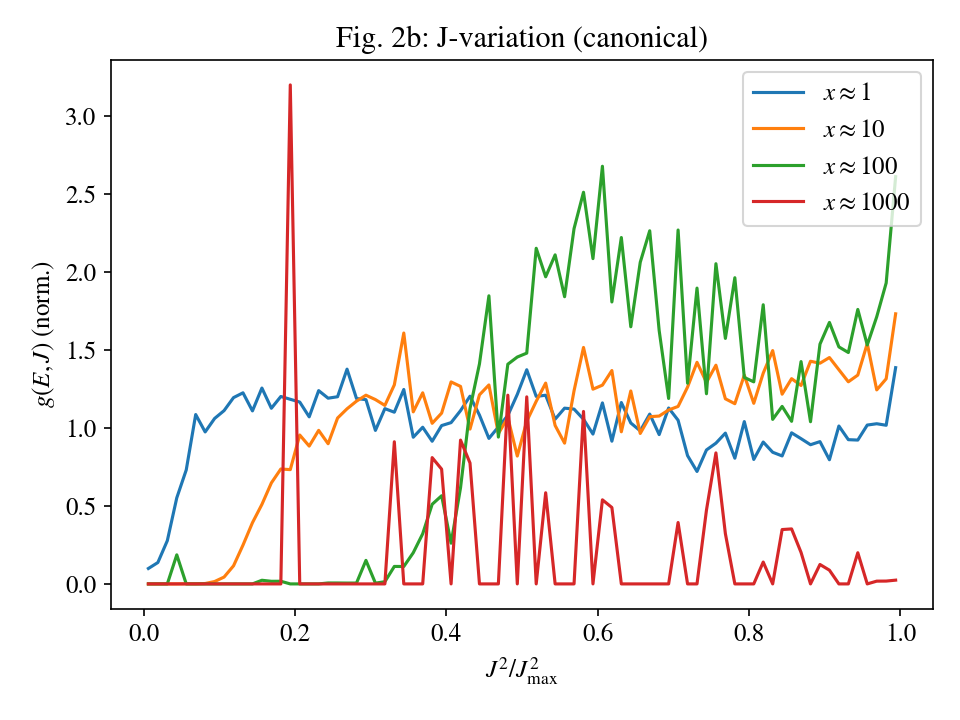 Fig. 2b: J-variation (canonical)
x ≈ 1
x ≈ 10
x ≈ 100
x ≈ 1000
g(E, J) (norm.)
3.0
2.5
2.0
1.5
1.0
0.5
0.0
0.0 0.2 0.4 0.6 0.8 1.0
J²/J²max